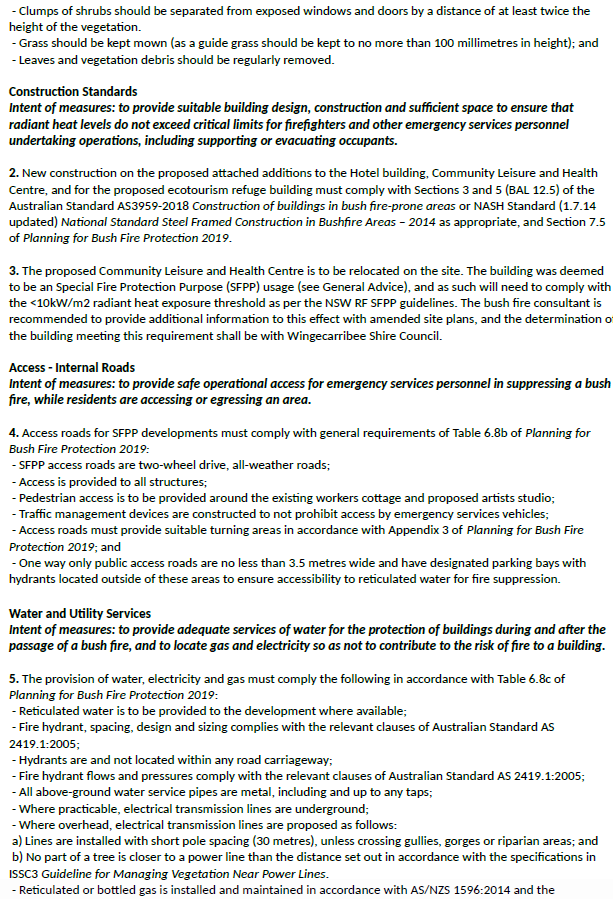 - Clumps of shrubs should be separated from exposed windows and doors by a distance of at least twice the
height of the vegetation.
- Grass should be kept mown (as a guide grass should be kept to no more than 100 millimetres in height); and
- Leaves and vegetation debris should be regularly removed.
Construction Standards
Intent of measures: to provide suitable building design, construction and sufficient space to ensure that
radiant heat levels do not exceed critical limits for firefighters and other emergency services personnel
undertaking operations, including supporting or evacuating occupants.
2. New construction on the proposed attached additions to the Hotel building, Community Leisure and Health
Centre, and for the proposed ecotourism refuge building must comply with Sections 3 and 5 (BAL 12.5) of the
Australian Standard AS3959-2018 Construction of buildings in bush fire-prone areas or NASH Standard (1.7.14
updated) National Standard Steel Framed Construction in Bushfire Areas – 2014 as appropriate, and Section 7.5
of Planning for Bush Fire Protection 2019.
3. The proposed Community Leisure and Health Centre is to be relocated on the site. The building was deemed
to be an Special Fire Protection Purpose (SFPP) usage (see General Advice), and as such will need to comply with
the <10kW/m2 radiant heat exposure threshold as per the NSW RF SFPP guidelines. The bush fire consultant is
recommended to provide additional information to this effect with amended site plans, and the determination o
the building meeting this requirement shall be with Wingecarribee Shire Council.
Access - Internal Roads
Intent of measures: to provide safe operational access for emergency services personnel in suppressing a bush
fire, while residents are accessing or egressing an area.
4. Access roads for SFPP developments must comply with general requirements of Table 6.8b of Planning for
Bush Fire Protection 2019:
- SFPP access roads are two-wheel drive, all-weather roads;
- Access is provided to all structures;
- Pedestrian access is to be provided around the existing workers cottage and proposed artists studio;
- Traffic management devices are constructed to not prohibit access by emergency services vehicles;
- Access roads must provide suitable turning areas in accordance with Appendix 3 of Planning for Bush Fire
Protection 2019; and
- One way only public access roads are no less than 3.5 metres wide and have designated parking bays with
hydrants located outside of these areas to ensure accessibility to reticulated water for fire suppression.
Water and Utility Services
Intent of measures: to provide adequate services of water for the protection of buildings during and after the
passage of a bush fire, and to locate gas and electricity so as not to contribute to the risk of fire to a building.
5. The provision of water, electricity and gas must comply the following in accordance with Table 6.8c of
Planning for Bush Fire Protection 2019:
- Reticulated water is to be provided to the development where available;
- Fire hydrant, spacing, design and sizing complies with the relevant clauses of Australian Standard AS
2419.1:2005;
- Hydrants are and not located within any road carriageway;
- Fire hydrant flows and pressures comply with the relevant clauses of Australian Standard AS 2419.1:2005;
- All above-ground water service pipes are metal, including and up to any taps;
- Where practicable, electrical transmission lines are underground;
- Where overhead, electrical transmission lines are proposed as follows:
a) Lines are installed with short pole spacing (30 metres), unless crossing gullies, gorges or riparian areas; and
b) No part of a tree is closer to a power line than the distance set out in accordance with the specifications in
ISSC3 Guideline for Managing Vegetation Near Power Lines.
- Reticulated or bottled gas is installed and maintained in accordance with AS/NZS 1596:2014 and the